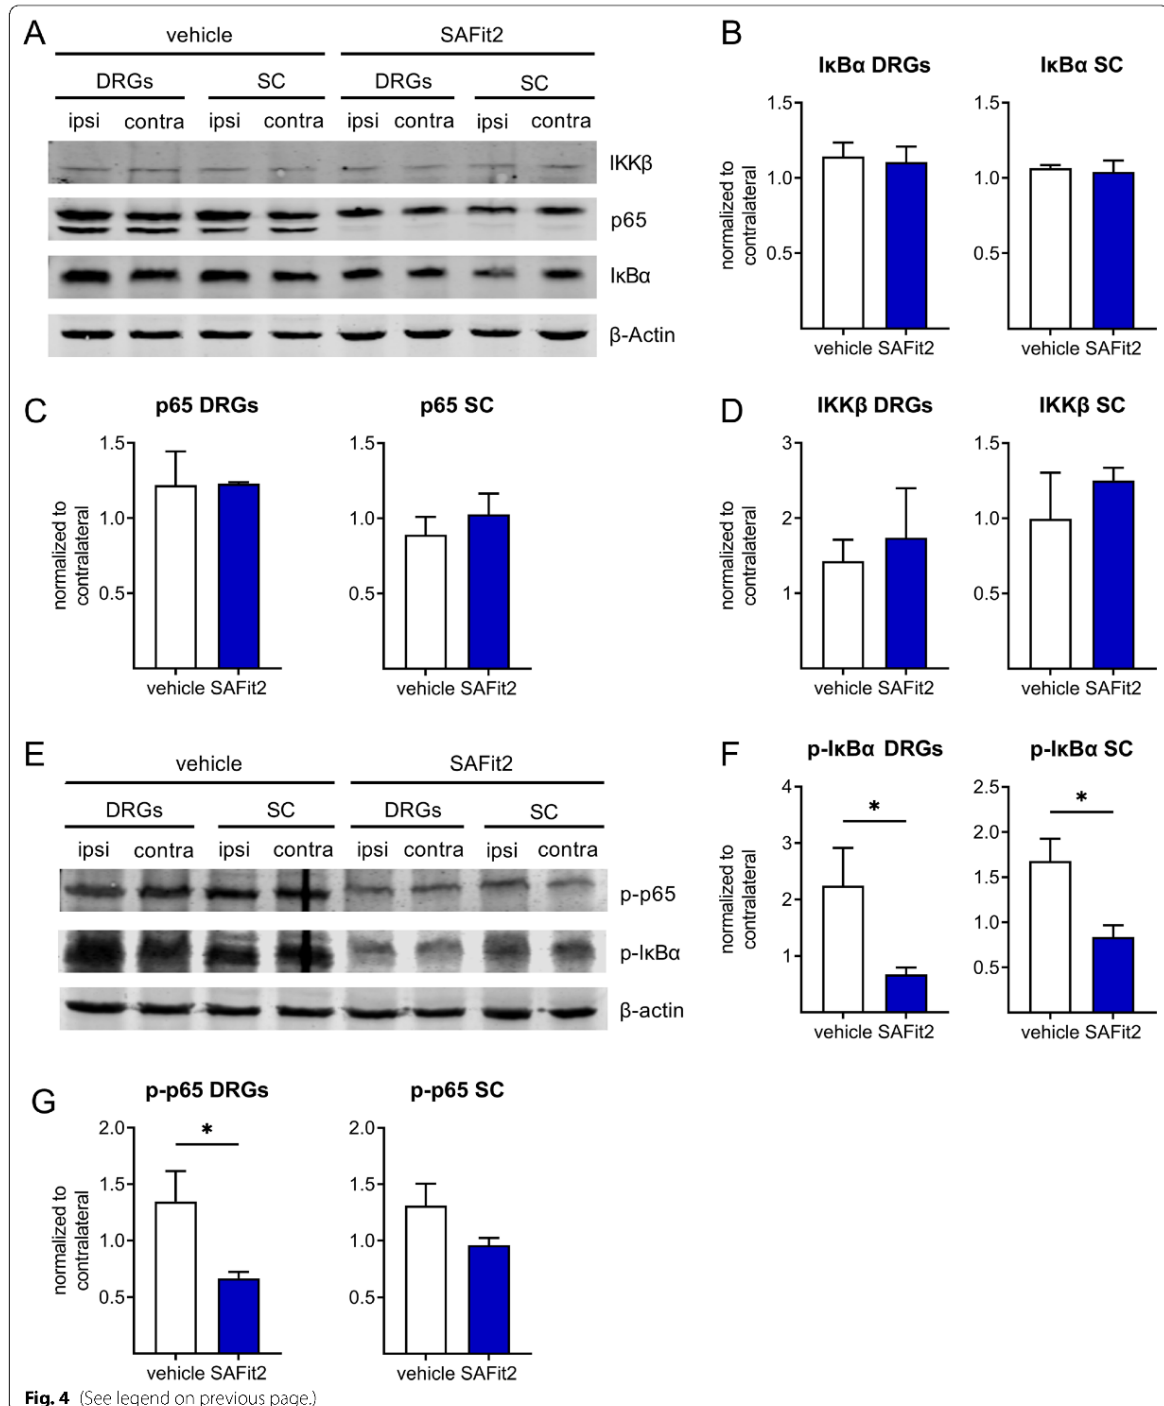 A
vehicle SAFit2
DRGs SC DRGs SC
ipsi contra ipsi contra ipsi contra ipsi contra
IKKβ
p65
IκBα
β-Actin
B
IκBα DRGs IκBα SC
normalized to
contralateral
1.5
1.0
0.5
vehicle SAFit2
1.5
1.0
0.5
vehicle SAFit2
C
p65 DRGs p65 SC
normalized to
contralateral
1.5
1.0
0.5
vehicle SAFit2
1.5
1.0
0.5
vehicle SAFit2
D
IKKβ DRGs IKKβ SC
normalized to
contralateral
3
2
1
vehicle SAFit2
1.5
1.0
0.5
vehicle SAFit2
E
vehicle SAFit2
DRGs SC DRGs SC
ipsi contra ipsi contra ipsi contra ipsi contra
p-p65
p-IκBα
β-actin
F
p-IκBα DRGs p-IκBα SC
normalized to
contralateral
4
3
2
1
*
vehicle SAFit2
2.5
2.0
1.5
1.0
0.5
*
vehicle SAFit2
G
p-p65 DRGs p-p65 SC
normalized to
contralateral
2.0
1.5
1.0
0.5
*
vehicle SAFit2
2.0
1.5
1.0
0.5
vehicle SAFit2
Fig. 4 (See legend on previous page.)